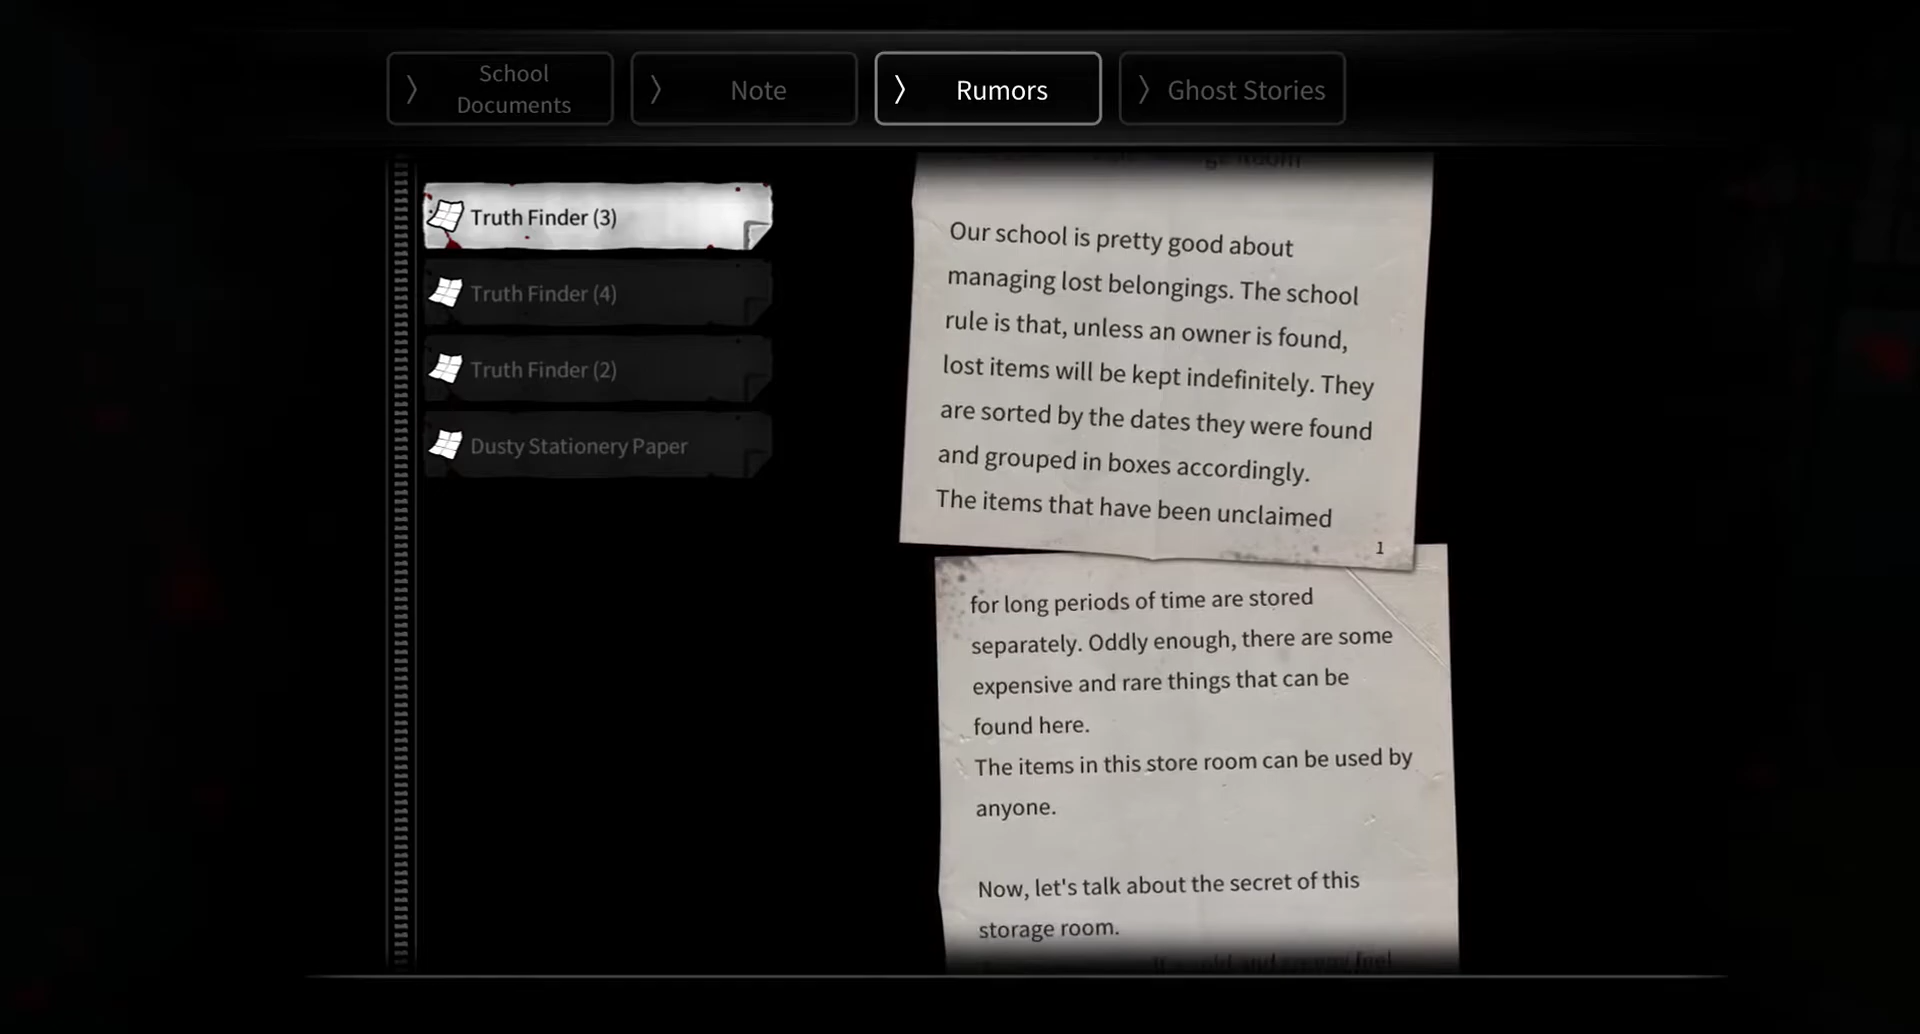 School
Documents
Note
Rumors
Ghost Stories
Truth Finder (3)
Truth Finder (4)
Truth Finder (2)
Dusty Stationery Paper
Our school is pretty good about
managing lost belongings. The school
rule is that, unless an owner is found,
lost items will be kept indefinitely. They
are sorted by the dates they were found
and grouped in boxes accordingly.
The items that have been unclaimed
1
for long periods of time are stored
separately. Oddly enough, there are some
expensive and rare things that can be
found here.
The items in this store room can be used by
anyone.
Now, let's talk about the secret of this
storage room.